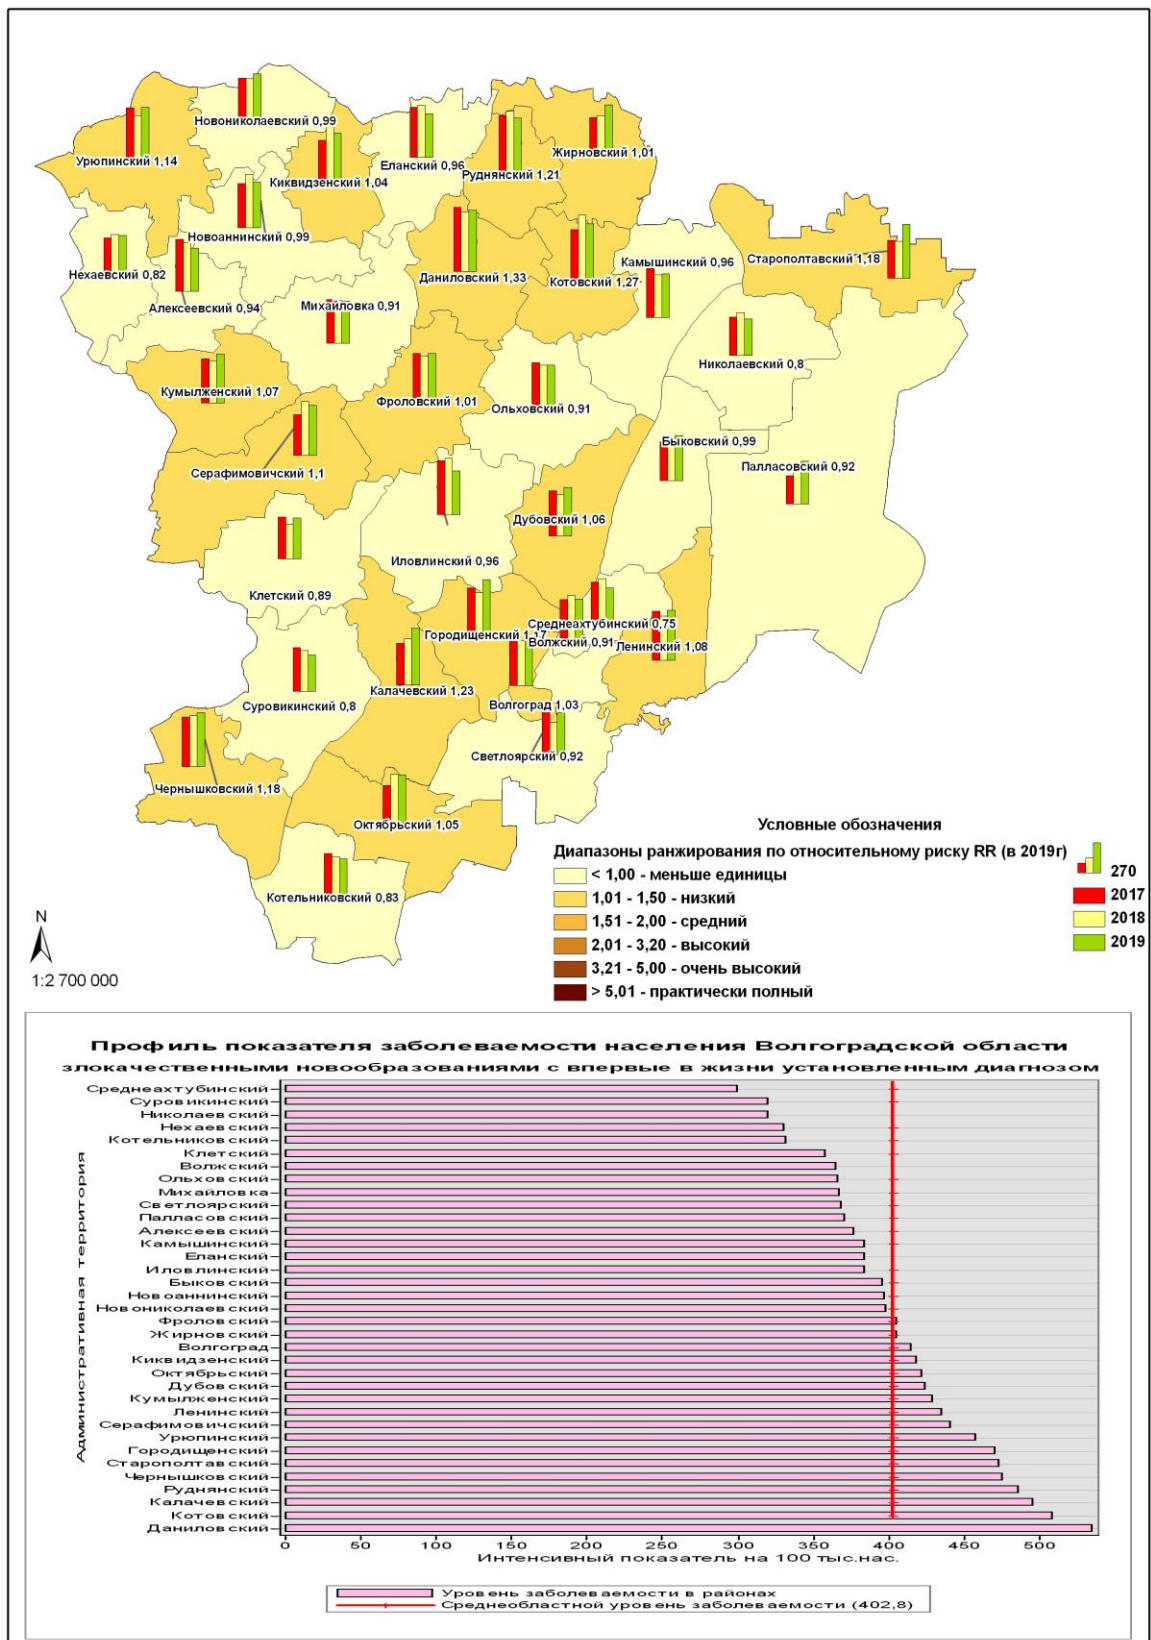 Новониколаевский 0,99
Урюпинский 1,14
Киквидзенский 1,04
Еланский 0,96
Руднянский 1,21
Жирновский 1,01
Новоаннинский 0,99
Нехаевский 0,82
Алексеевский 0,94
Михайловка 0,91
Даниловский 1,33
Котовский 1,27
Камышинский 0,96
Старополтавский 1,18
Николаевский 0,8
Кумылженский 1,07
Фроловский 1,01
Ольховский 0,91
Серафимовичский 1,1
Быковский 0,99
Палласовский 0,92
Дубовский 1,06
Иловлинский 0,96
Клетский 0,89
Городищенский 1,17
Среднеахтубинский 0,75
Волжский 0,91
Ленинский 1,08
Калачевский 1,23
Суровикинский 0,8
Волгоград 1,03
Светлоярский 0,92
Чернышковский 1,18
Октябрьский 1,05
Котельниковский 0,83
N
1:2 700 000
Условные обозначения
Диапазоны ранжирования по относительному риску RR (в 2019г)
< 1,00 - меньше единицы
1,01 - 1,50 - низкий
1,51 - 2,00 - средний
2,01 - 3,20 - высокий
3,21 - 5,00 - очень высокий
> 5,01 - практически полный
270
2017
2018
2019
Профиль показателя заболеваемости населения Волгоградской области
злокачественными новообразованиями с впервые в жизни установленным диагнозом
Административная территория
Среднеахтубинский
Суровикинский
Николаевский
Нехаевский
Котельниковский
Клетский
Волжский
Ольховский
Михайловка
Светлоярский
Палласовский
Алексеевский
Камышинский
Еланский
Иловлинский
Быковский
Новоаннинский
Новониколаевский
Фроловский
Жирновский
Волгоград
Киквидзенский
Октябрьский
Дубовский
Кумылженский
Ленинский
Серафимовичский
Урюпинский
Городищенский
Старополтавский
Чернышковский
Руднянский
Калачевский
Котовский
Даниловский
0 50 100 150 200 250 300 350 400 450 500
Интенсивный показатель на 100 тыс.нас.
Уровень заболеваемости в районах
Среднеобластной уровень заболеваемости (402,8)